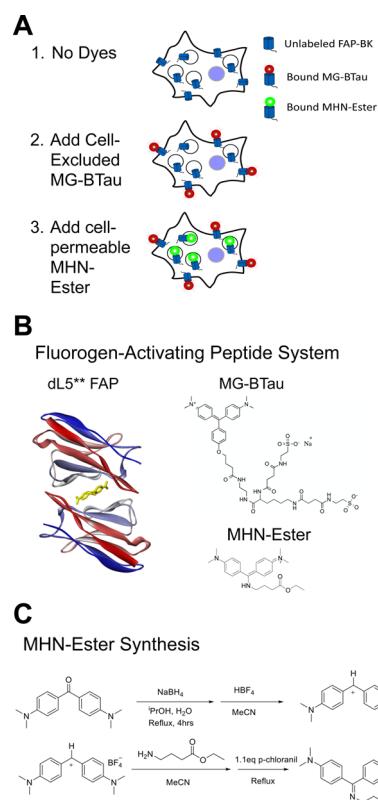 A
1. No Dyes
Unlabeled FAP-BK
Bound MG-BTau
Bound MHN-Ester
2. Add Cell-
Excluded
MG-BTau
3. Add cell-
permeable
MHN-
Ester
B
Fluorogen-Activating Peptide System
dL5** FAP
MG-BTau
MHN-Ester
C
MHN-Ester Synthesis
NaBH4
iPrOH, H2O
Reflux, 4hrs
HBF4
MeCN
BF4-
MeCN
1.1eq p-chloranil
Reflux